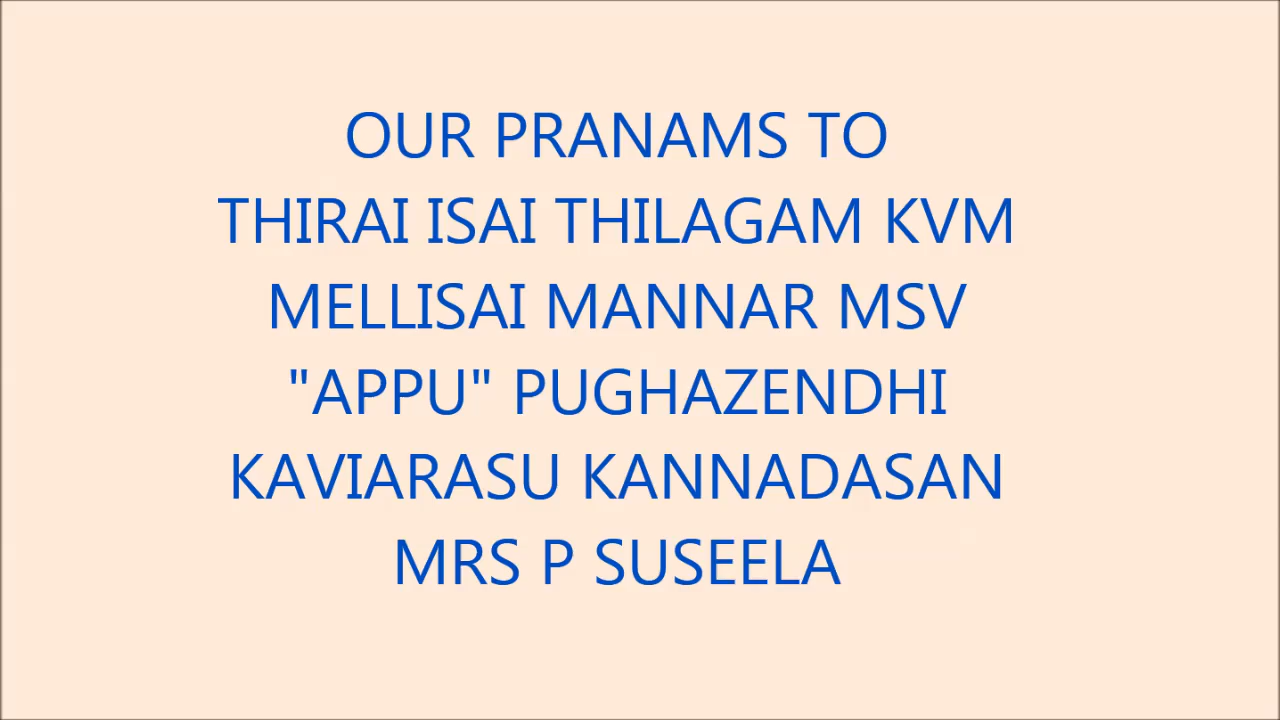 OUR PRANAMS TO
THIRAI ISAI THILAGAM KVM
MELLISAI MANNAR MSV
"APPU" PUGHAZENDHI
KAVIARASU KANNADASAN
MRS P SUSEELA